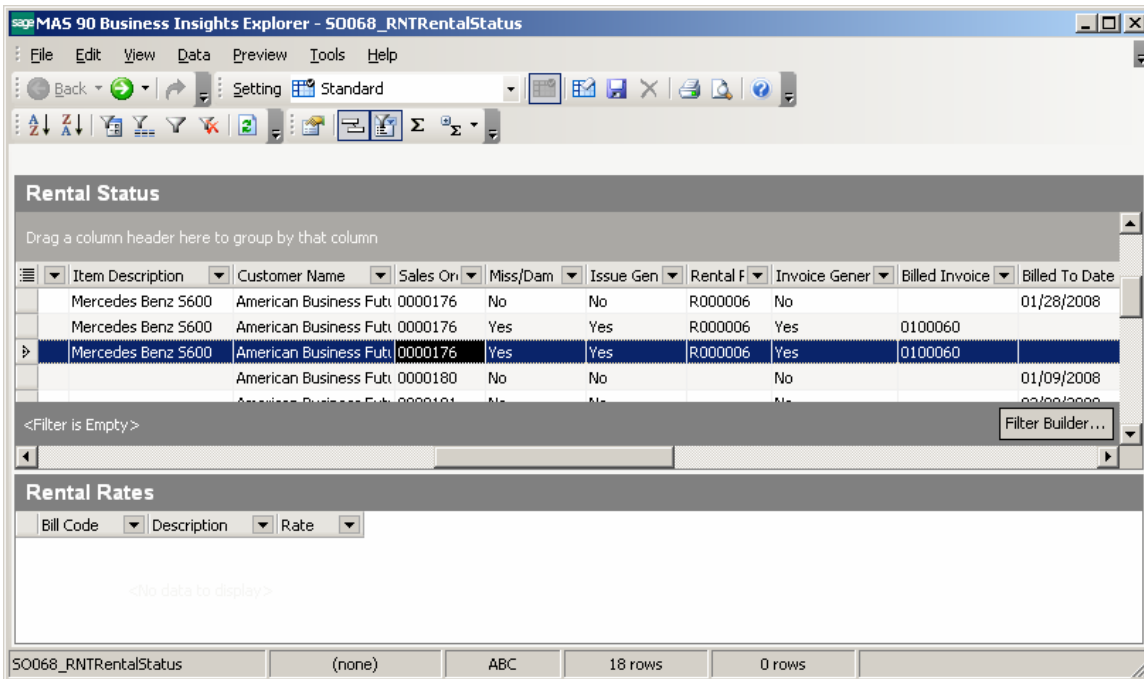 sage MAS 90 Business Insights Explorer - SO068_RNTRentalStatus
File Edit View Data Preview Tools Help
Back Setting Standard
Rental Status
Drag a column header here to group by that column
Item Description Customer Name Sales Or Miss/Dam Issue Gen Rental F Invoice Gener Billed Invoice Billed To Date
Mercedes Benz S600 American Business Futu 0000176 No No R000006 No 01/28/2008
Mercedes Benz S600 American Business Futu 0000176 Yes Yes R000006 Yes 0100060
Mercedes Benz S600 American Business Futu 0000176 Yes Yes R000006 Yes 0100060
American Business Futu 0000180 No No No 01/09/2008
<Filter is Empty> Filter Builder...
Rental Rates
Bill Code Description Rate
<No data to display>
SO068_RNTRentalStatus (none) ABC 18 rows 0 rows